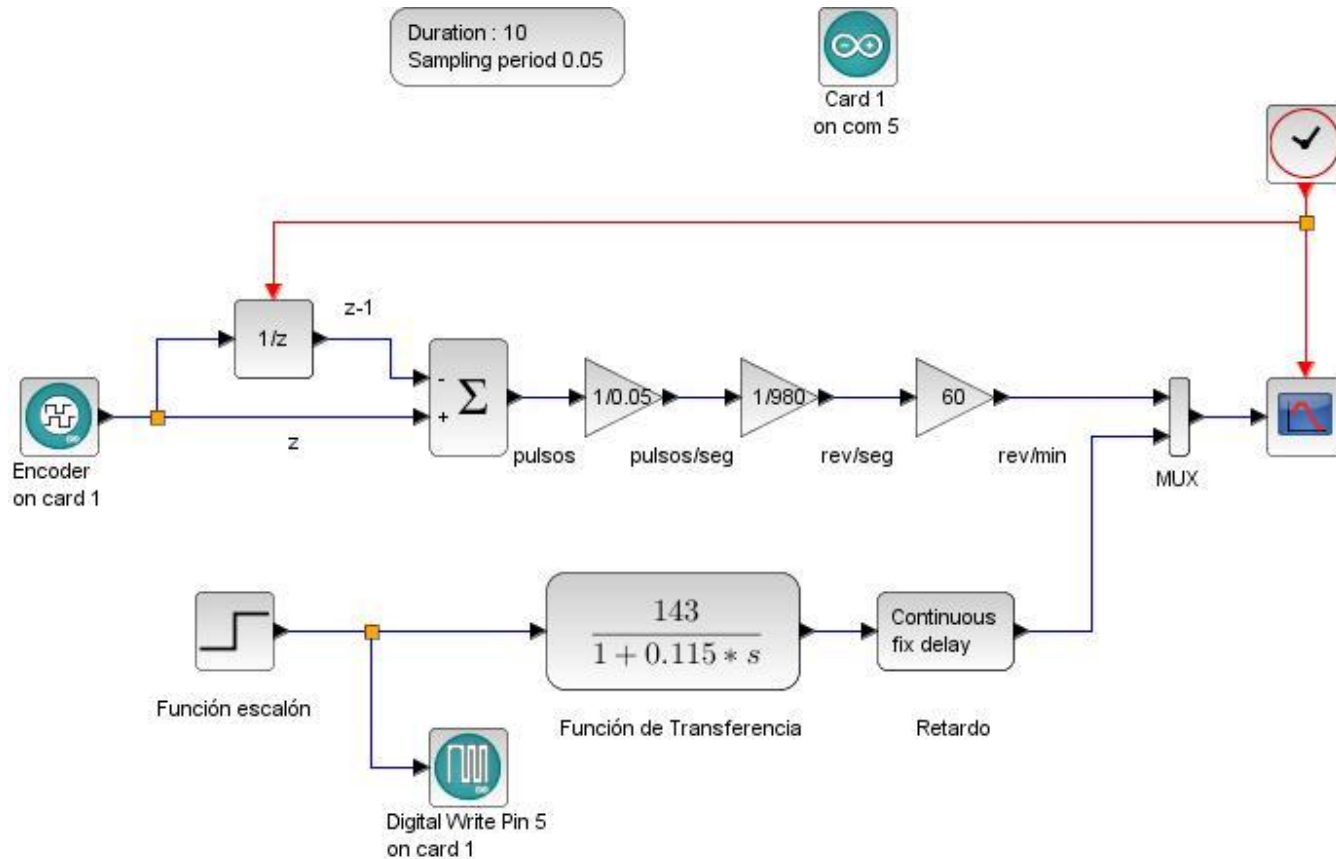 Duration : 10
Sampling period 0.05
Card 1
on com 5
z-1
1/z
-
+
Σ
1/0.05
1/980
60
z
pulsos
pulsos/seg
rev/seg
rev/min
MUX
Encoder
on card 1
143
1 + 0.115 * s
Continuous
fix delay
Función escalón
Función de Transferencia
Retardo
Digital Write Pin 5
on card 1